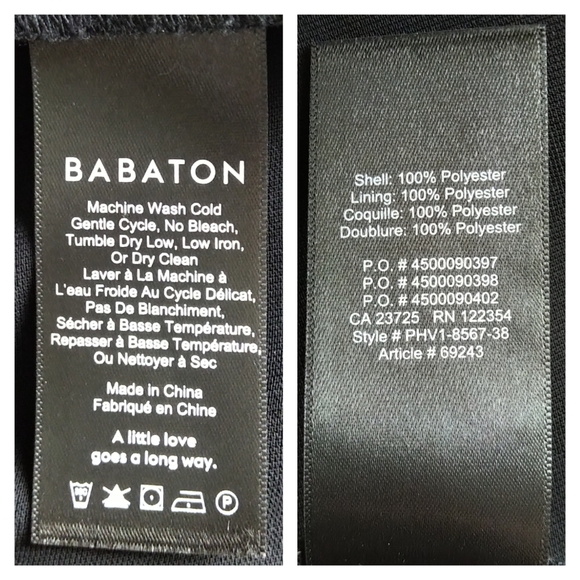 BABATON
Machine Wash Cold
Gentle Cycle, No Bleach,
Tumble Dry Low, Low Iron,
Or Dry Clean
Laver à La Machine à
L'eau Froide Au Cycle Délicat,
Pas De Blanchiment,
Sécher à Basse Température,
Repasser à Basse Température,
Ou Nettoyer à Sec
Made in China
Fabriqué en Chine
A little love
goes a long way.
P
Shell: 100% Polyester
Lining: 100% Polyester
Coquille: 100% Polyester
Doublure: 100% Polyester
P.O. # 4500090397
P.O. # 4500090398
P.O. # 4500090402
CA 23725 RN 122354
Style # PHV1-8567-38
Article # 69243